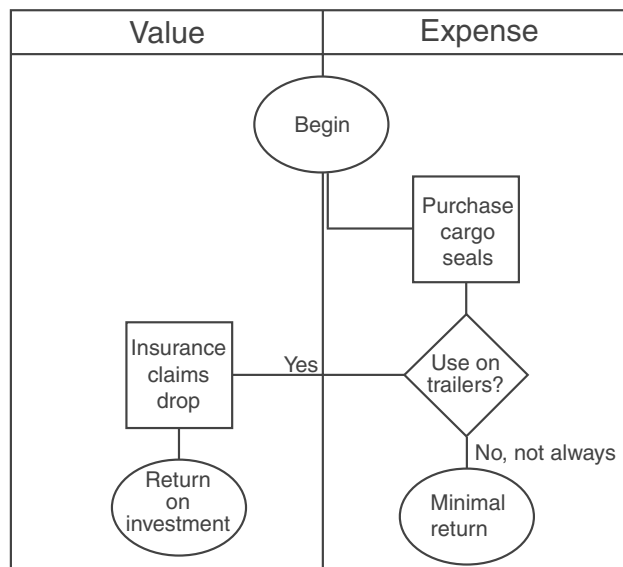 Value
Expense
Begin
Purchase
cargo
seals
Use on
trailers?
Yes
Insurance
claims
drop
Return
on
investment
No, not always
Minimal
return